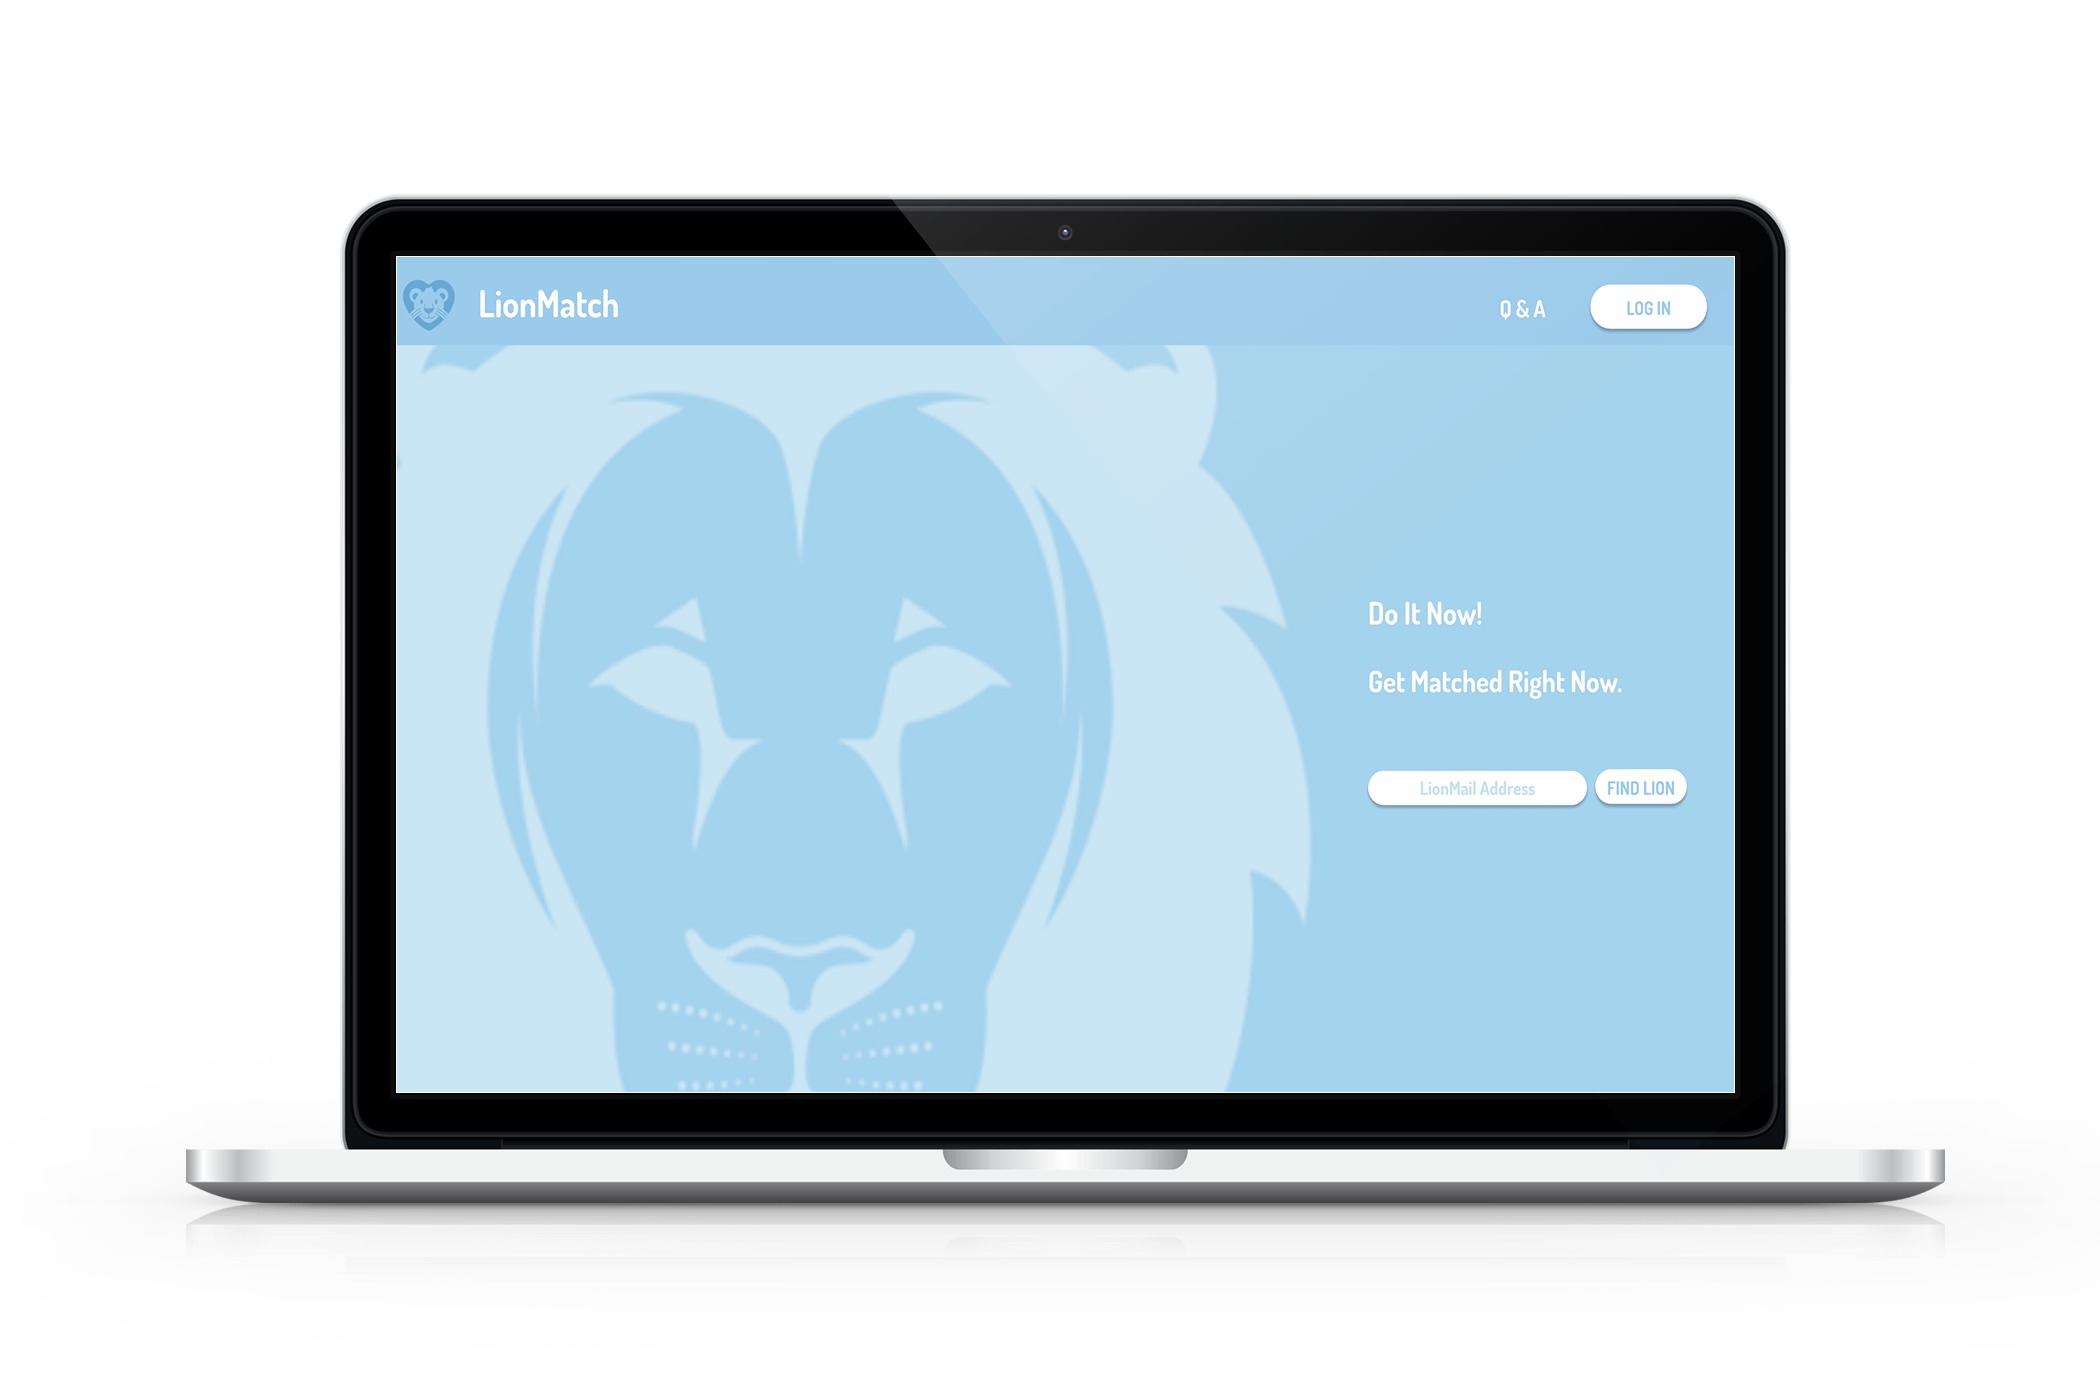 LionMatch
Q & A
LOG IN
Do It Now!
Get Matched Right Now.
LionMail Address
FIND LION